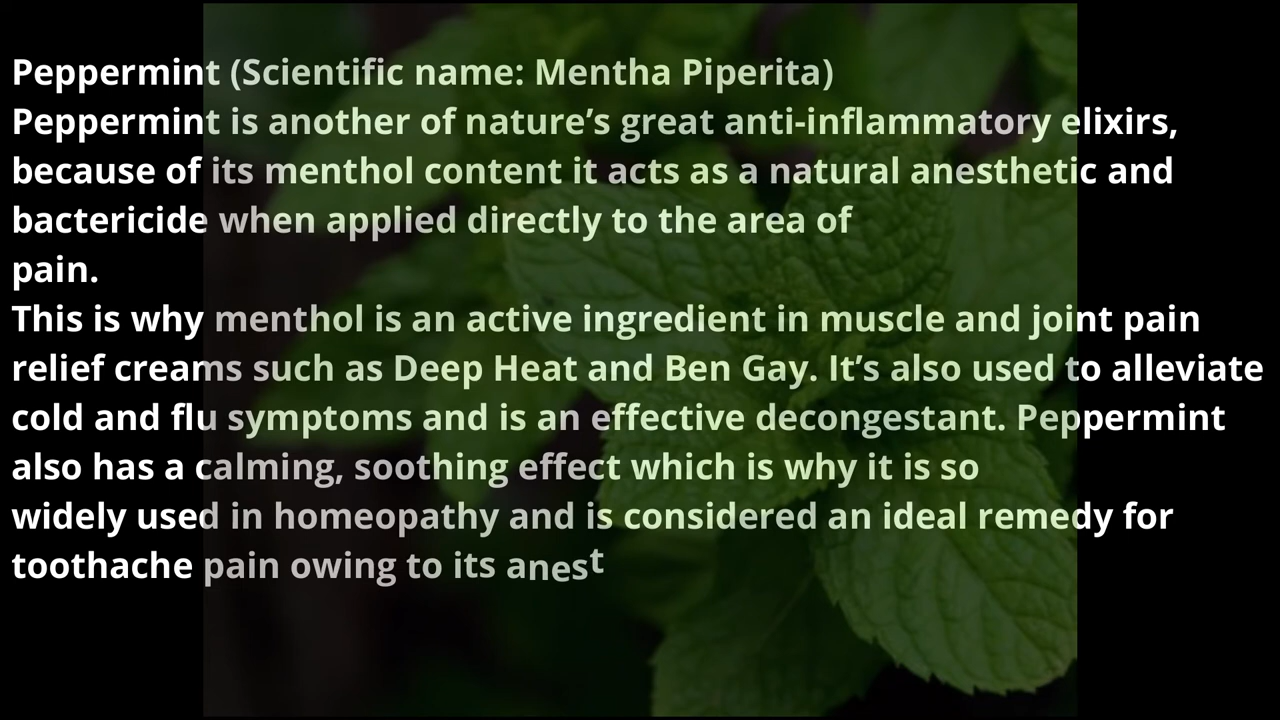 Peppermint (Scientific name: Mentha Piperita)
Peppermint is another of nature’s great anti-inflammatory elixirs,
because of its menthol content it acts as a natural anesthetic and
bactericide when applied directly to the area of
pain.
This is why menthol is an active ingredient in muscle and joint pain
relief creams such as Deep Heat and Ben Gay. It’s also used to alleviate
cold and flu symptoms and is an effective decongestant. Peppermint
also has a calming, soothing effect which is why it is so
widely used in homeopathy and is considered an ideal remedy for
toothache pain owing to its anest